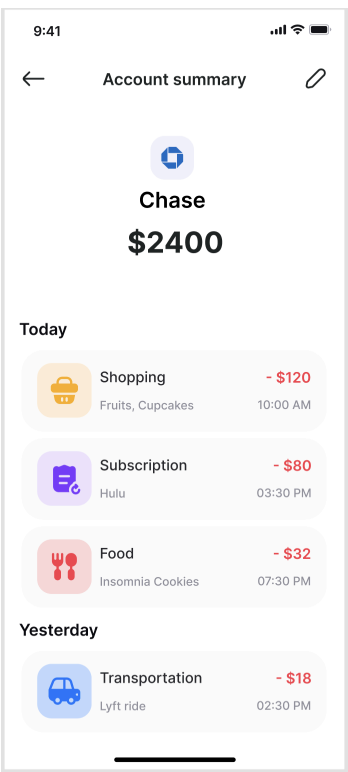 9:41
Account summary
Chase
$2400
Today
Shopping - $120
Fruits, Cupcakes 10:00 AM
Subscription - $80
Hulu 03:30 PM
Food - $32
Insomnia Cookies 07:30 PM
Yesterday
Transportation - $18
Lyft ride 02:30 PM